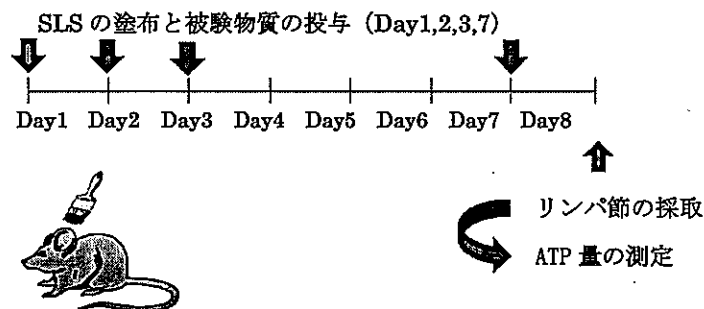 SLS の塗布と被験物質の投与 (Day1,2,3,7)
Day1 Day2 Day3 Day4 Day5 Day6 Day7 Day8
リンパ節の採取
ATP 量の測定